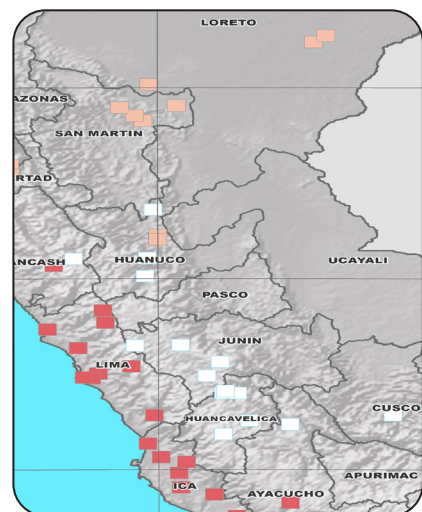 LORETO
AZONAS
SAN MARTIN
RTAD
ANCASH
HUANUCO
UCAYALI
PASCO
JUNIN
LIMA
CUSCO
HUANCAVELICA
APURIMAC
ICA
AYACUCHO